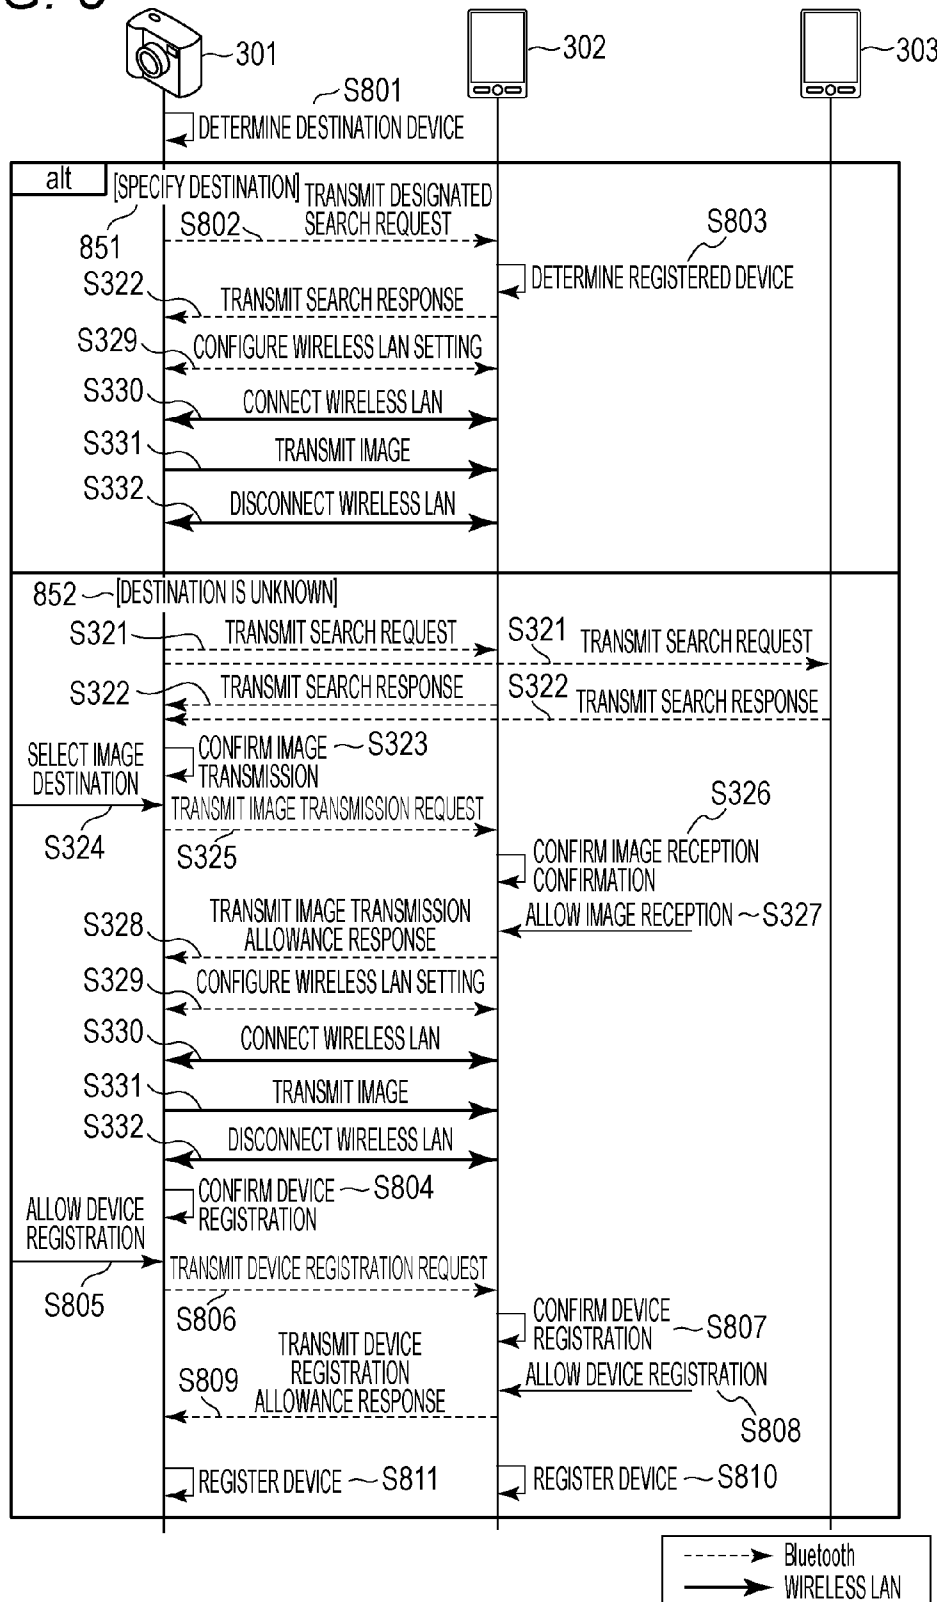 301
302
303
S801
DETERMINE DESTINATION DEVICE
alt
[SPECIFY DESTINATION]
851
TRANSMIT DESIGNATED
SEARCH REQUEST
S802
S803
DETERMINE REGISTERED DEVICE
S322
TRANSMIT SEARCH RESPONSE
S329
CONFIGURE WIRELESS LAN SETTING
S330
CONNECT WIRELESS LAN
S331
TRANSMIT IMAGE
S332
DISCONNECT WIRELESS LAN
852
[DESTINATION IS UNKNOWN]
S321
TRANSMIT SEARCH REQUEST
S321
TRANSMIT SEARCH REQUEST
S322
TRANSMIT SEARCH RESPONSE
S322
TRANSMIT SEARCH RESPONSE
SELECT IMAGE
DESTINATION
S324
CONFIRM IMAGE
TRANSMISSION
S323
TRANSMIT IMAGE TRANSMISSION REQUEST
S325
S326
CONFIRM IMAGE RECEPTION
CONFIRMATION
ALLOW IMAGE RECEPTION
S327
S328
TRANSMIT IMAGE TRANSMISSION
ALLOWANCE RESPONSE
S329
CONFIGURE WIRELESS LAN SETTING
S330
CONNECT WIRELESS LAN
S331
TRANSMIT IMAGE
S332
DISCONNECT WIRELESS LAN
CONFIRM DEVICE
REGISTRATION
S804
ALLOW DEVICE
REGISTRATION
S805
TRANSMIT DEVICE REGISTRATION REQUEST
S806
CONFIRM DEVICE
REGISTRATION
S807
ALLOW DEVICE REGISTRATION
S808
TRANSMIT DEVICE
REGISTRATION
ALLOWANCE RESPONSE
S809
REGISTER DEVICE
S811
REGISTER DEVICE
S810
Bluetooth
WIRELESS LAN